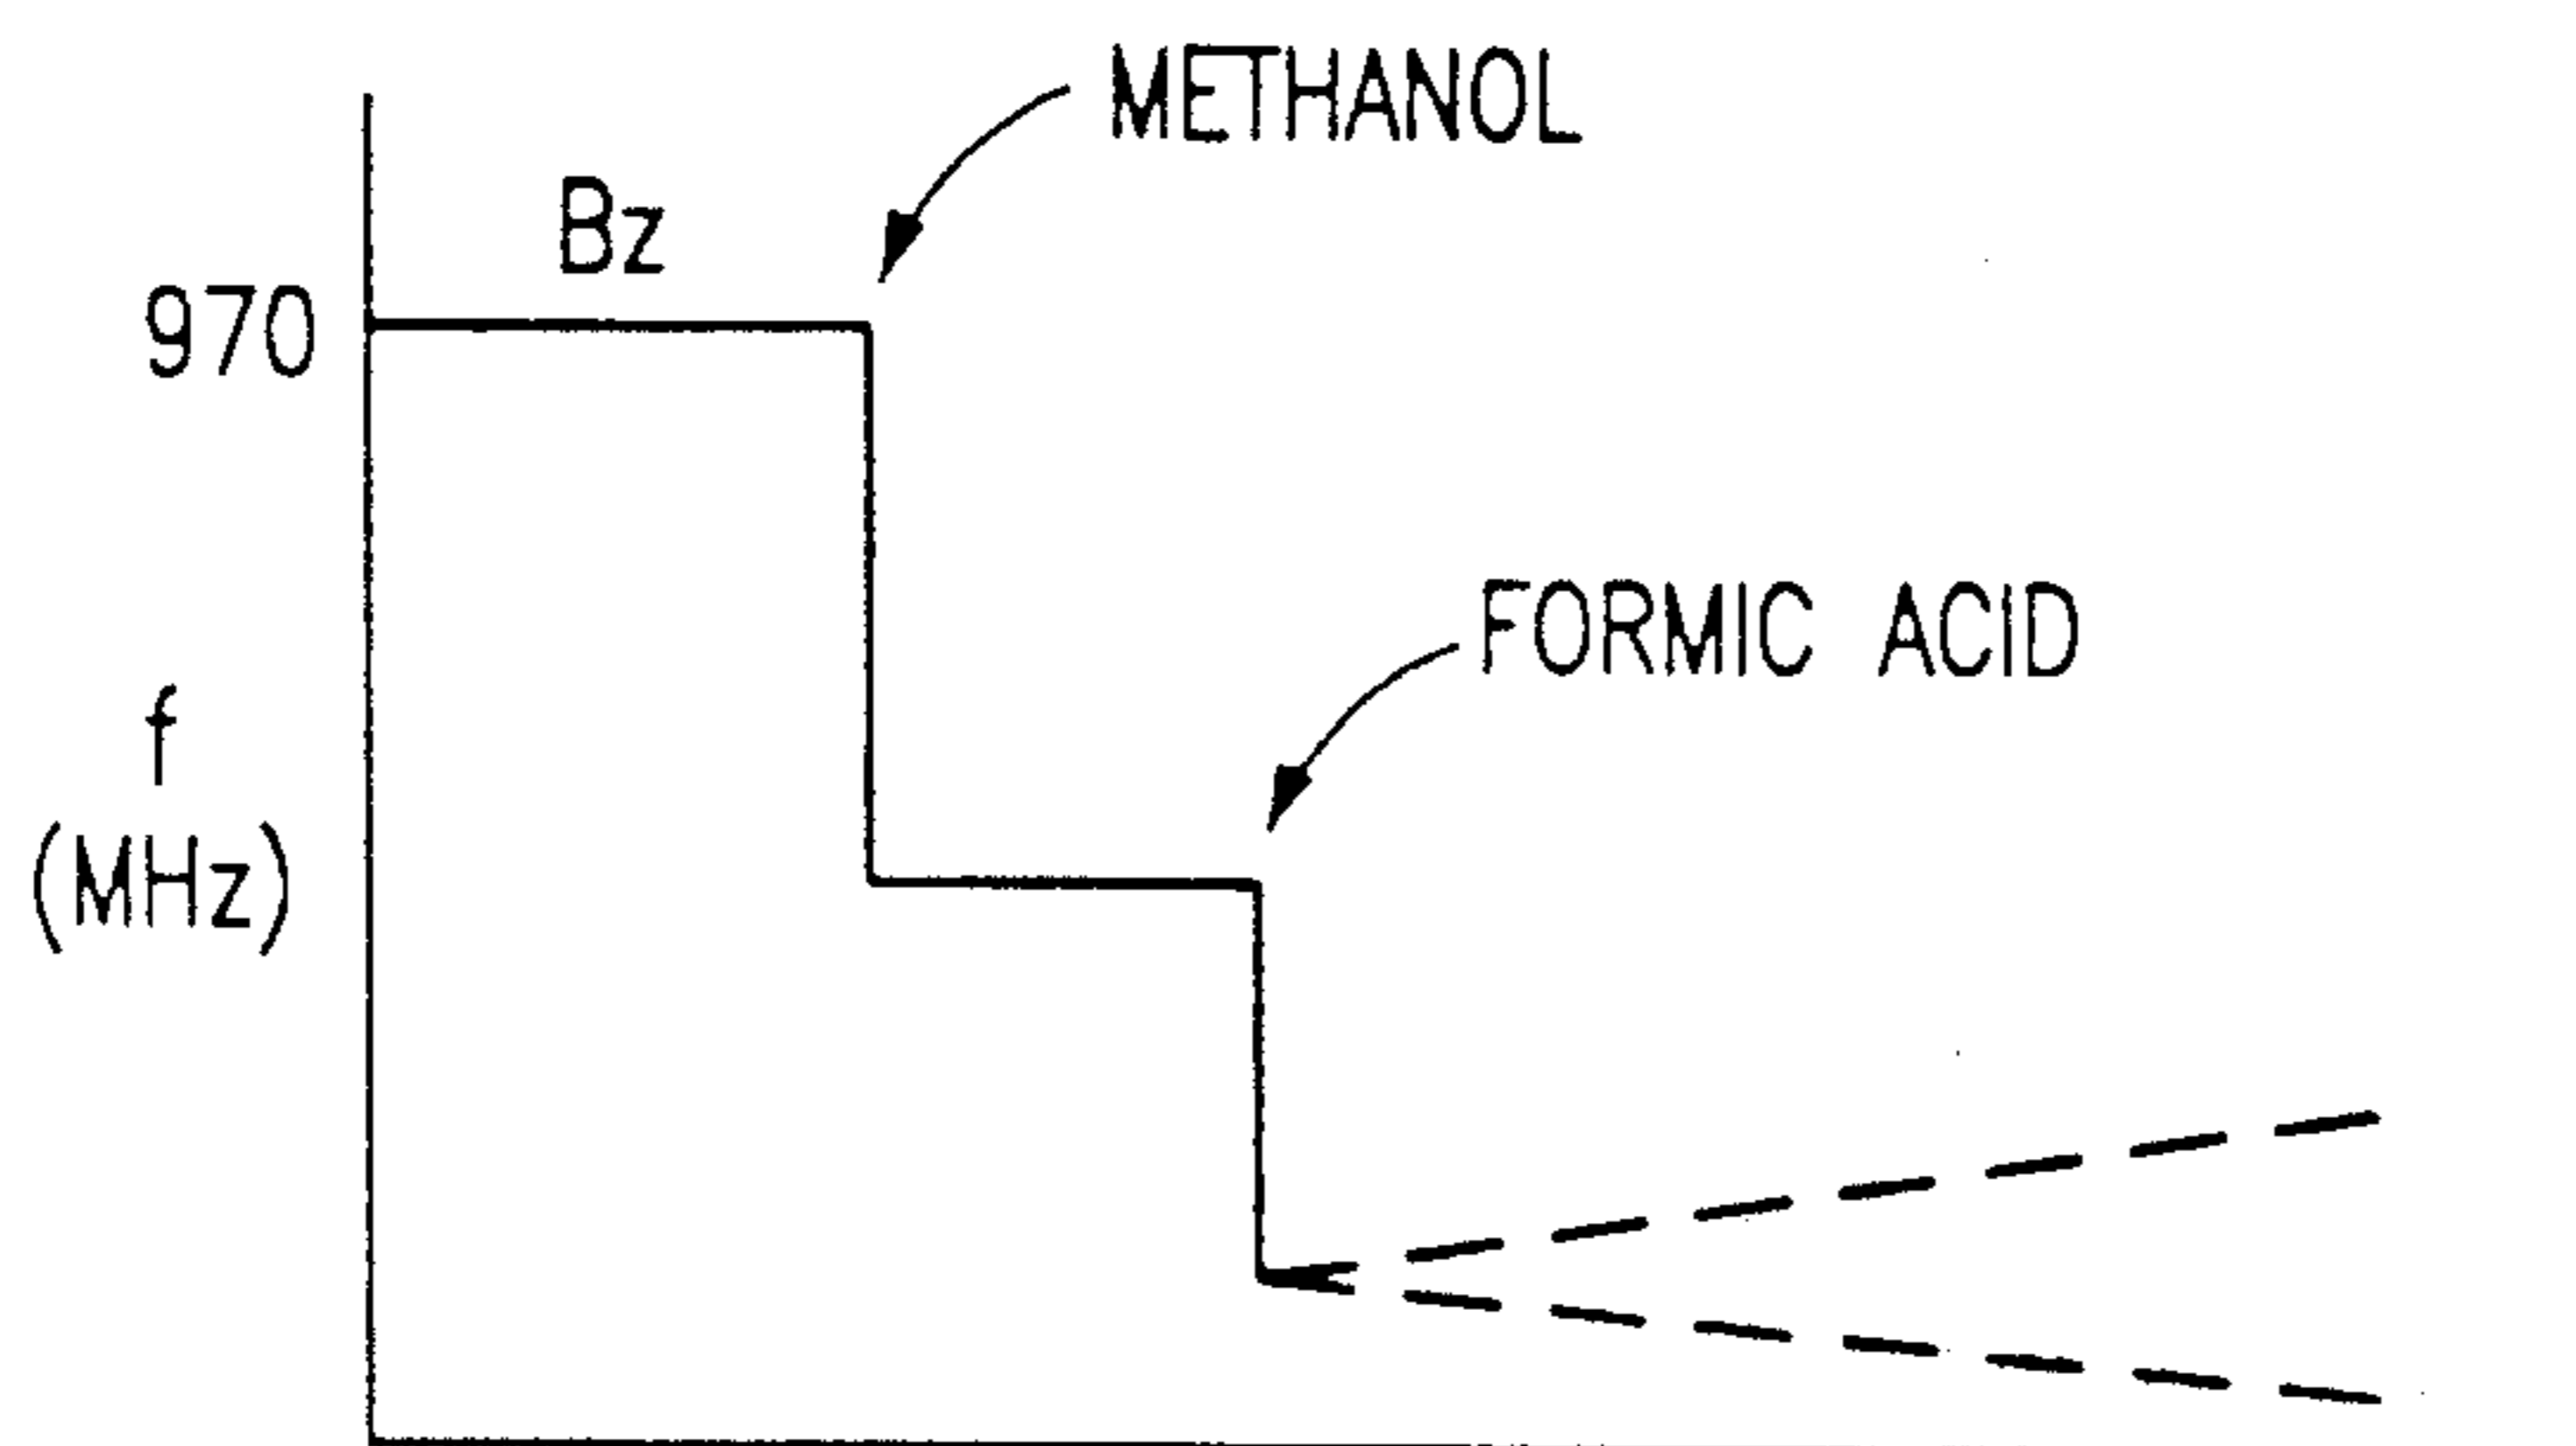 METHANOL
Bz
970
FORMIC ACID
f
(MHz)